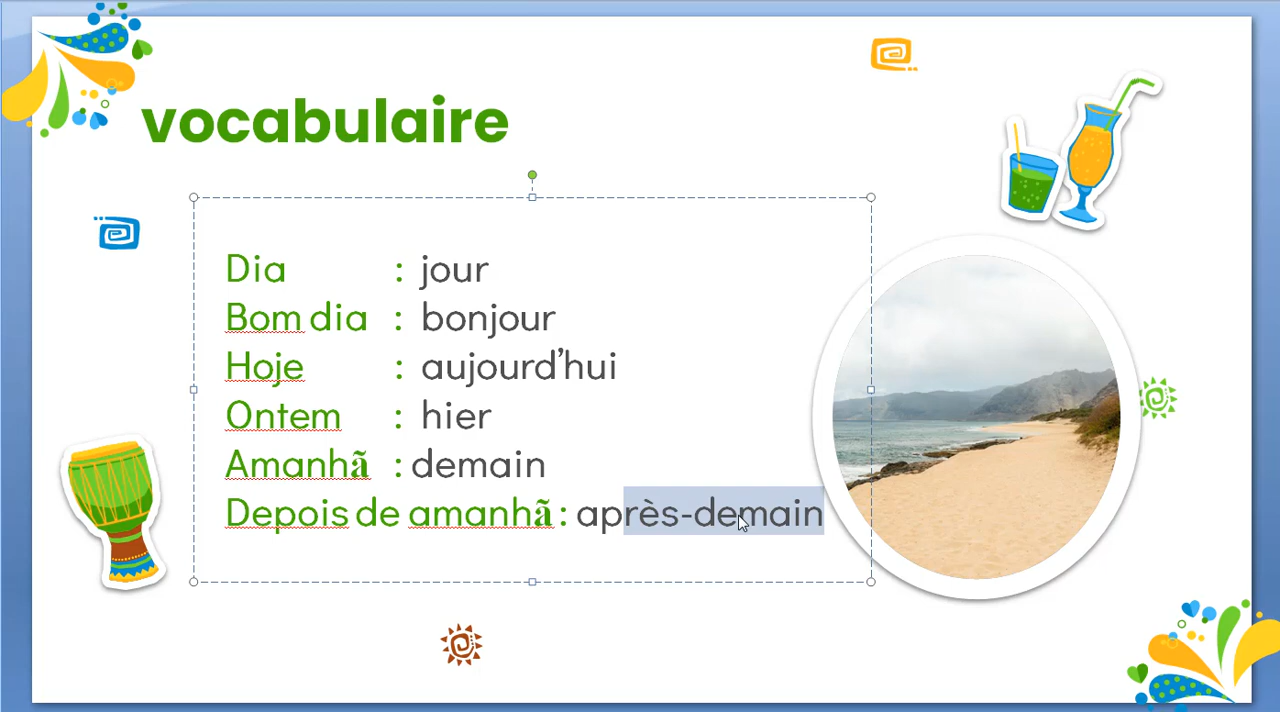 vocabulaire
Dia : jour
Bom dia : bonjour
Hoje : aujourd’hui
Ontem : hier
Amanhã : demain
Depois de amanhã : après-demain